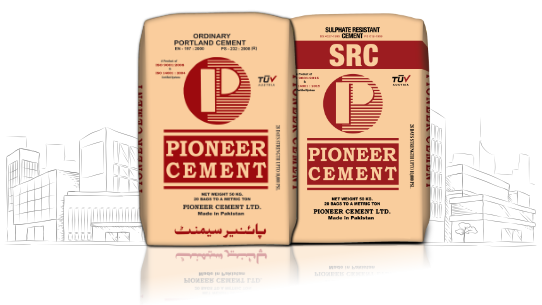 ORDINARY
PORTLAND CEMENT
TÜV
AUSTRIA
P
PIONEER
CEMENT
NET WEIGHT 50 KG.
20 BAGS TO A METRIC TON
PIONEER CEMENT LTD.
Made in Pakistan
پائنیر سیمنٹ
PIONEER CEMENT
SULPHATE RESISTANT
CEMENT
SRC
TÜV
AUSTRIA
P
PIONEER
CEMENT
NET WEIGHT 50 KG.
20 BAGS TO A METRIC TON
PIONEER CEMENT LTD.
Made in Pakistan